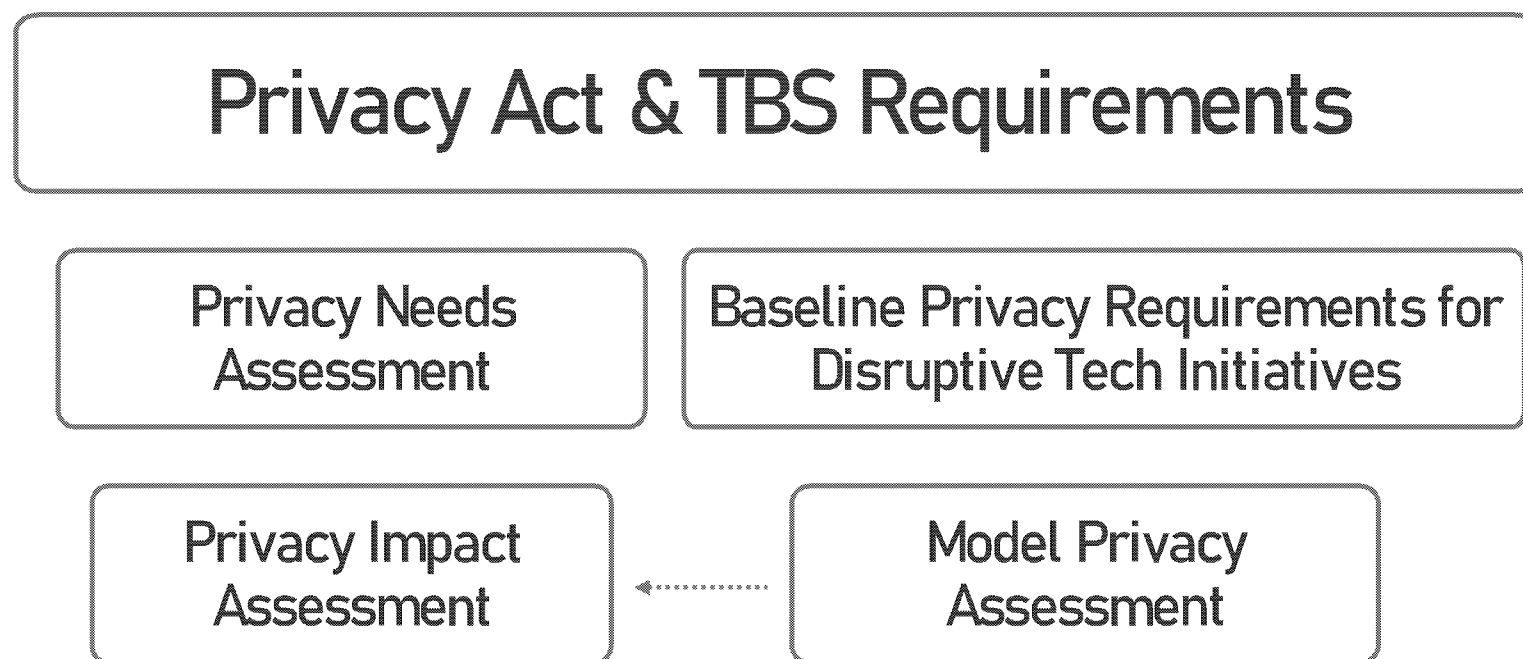 Privacy Act & TBS Requirements
Privacy Needs
Assessment
Baseline Privacy Requirements for
Disruptive Tech Initiatives
Privacy Impact
Assessment
Model Privacy
Assessment